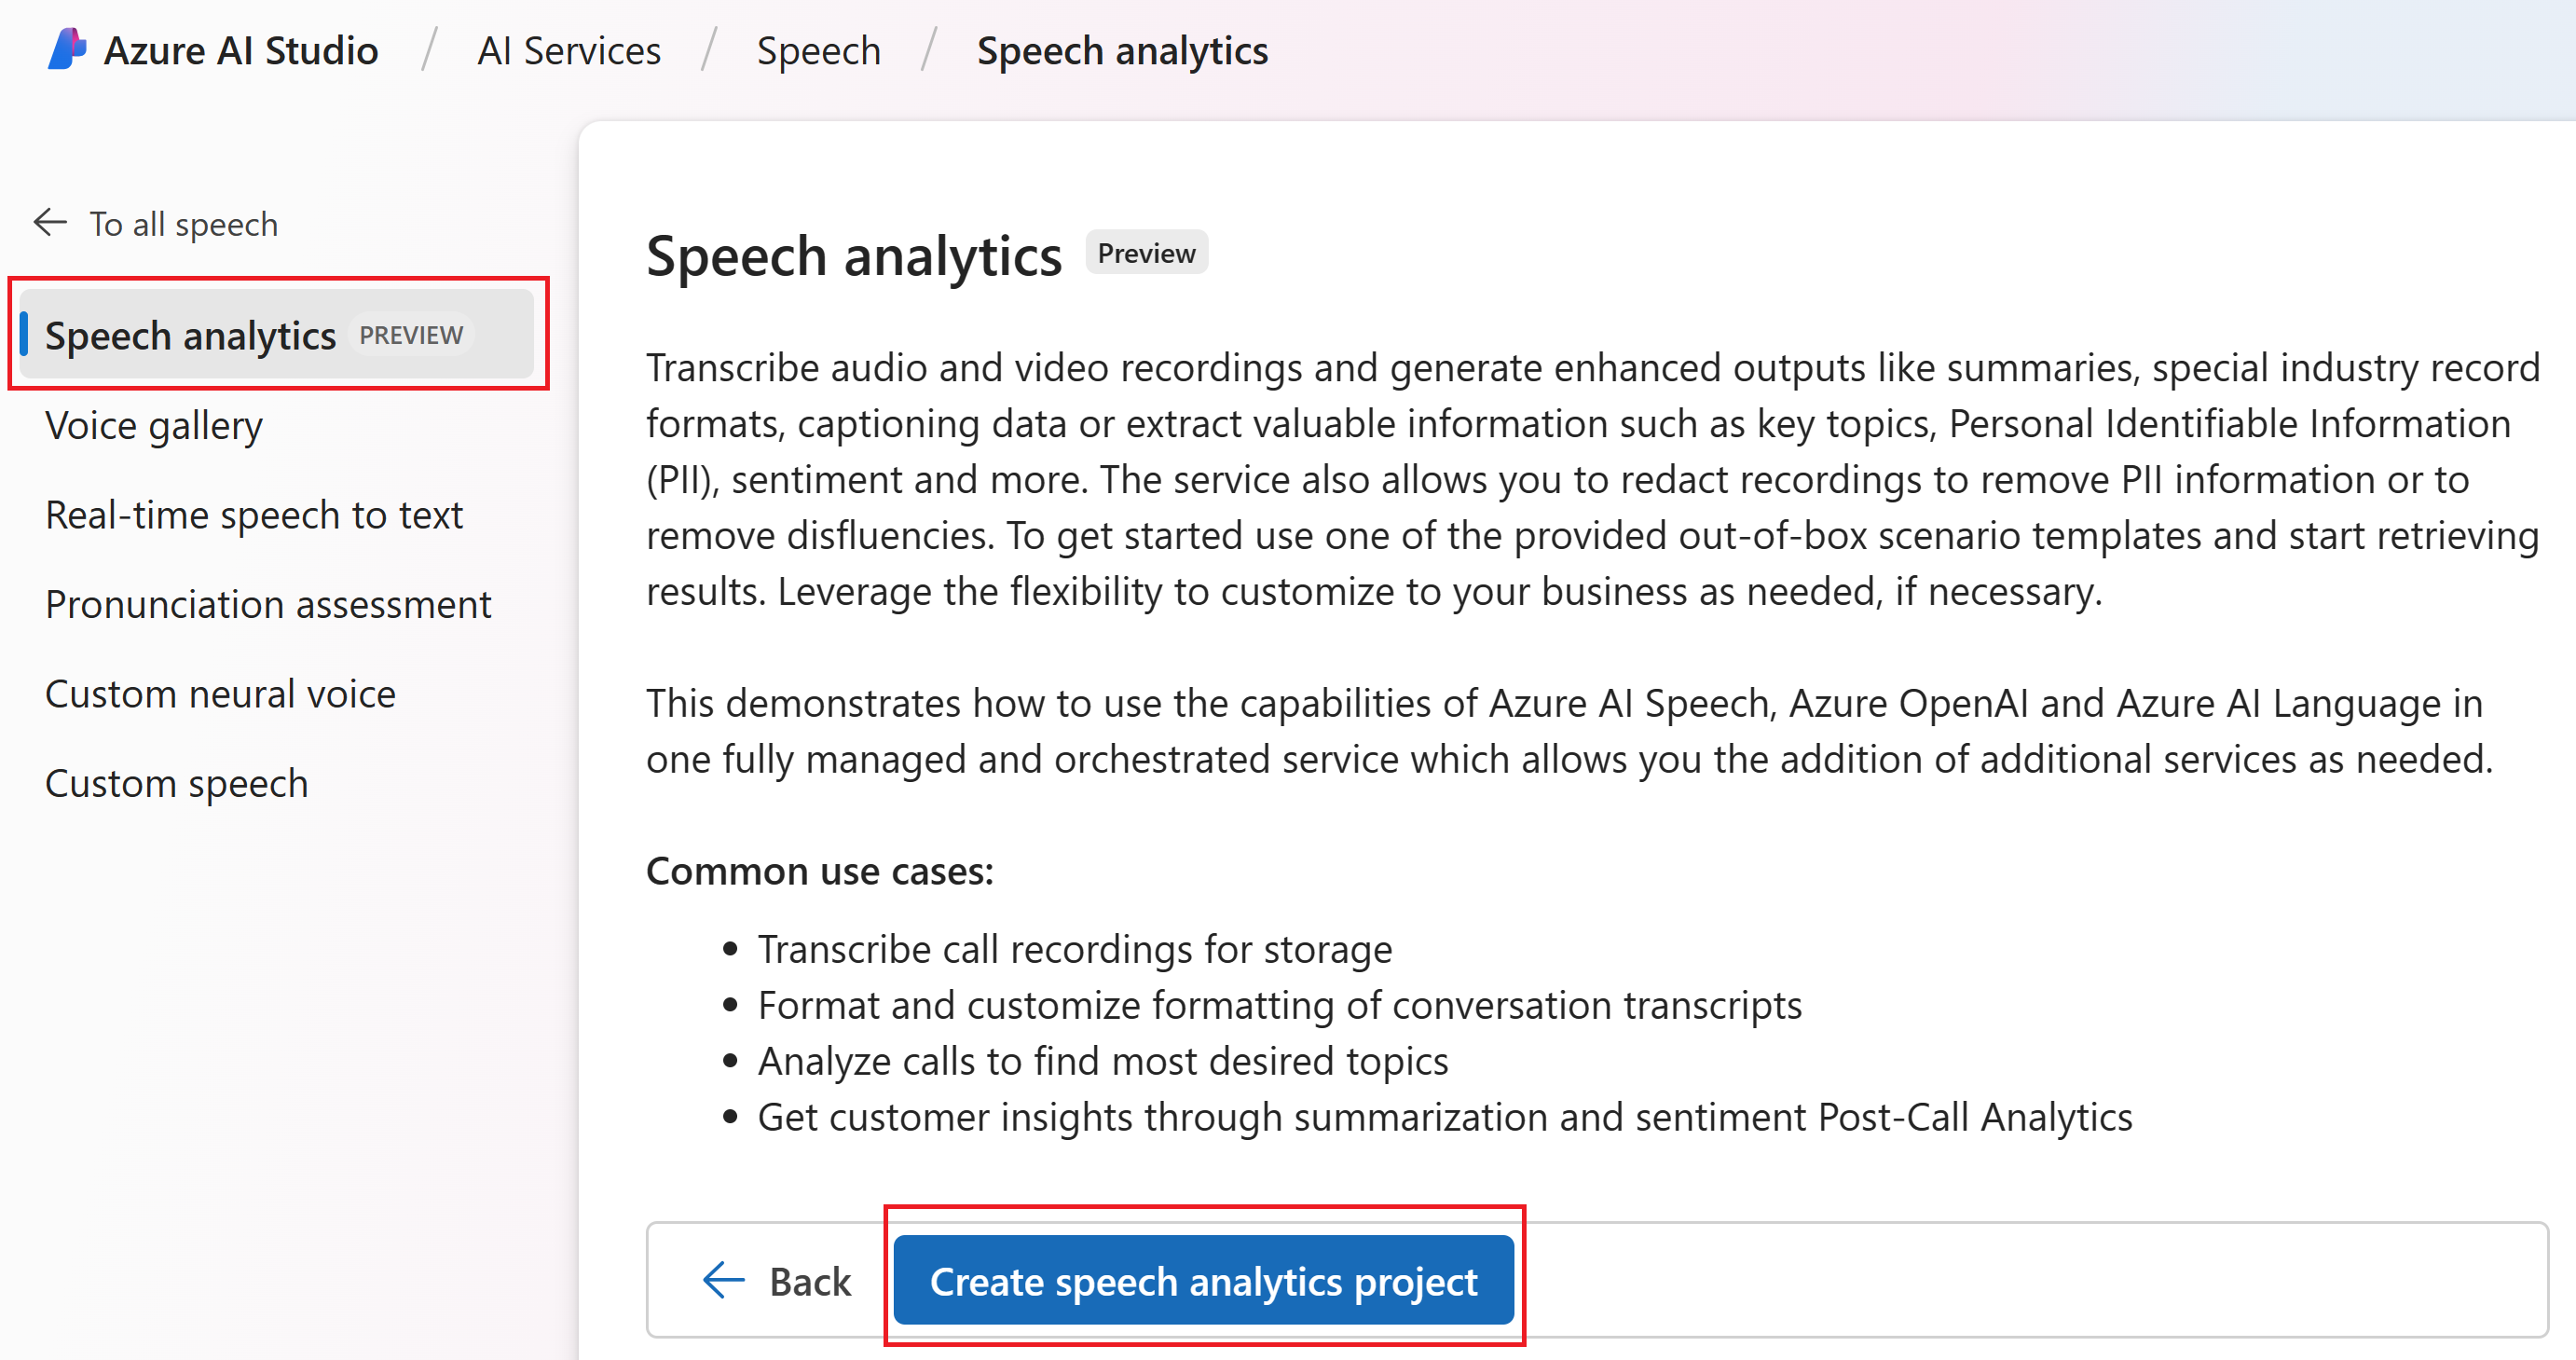 Azure AI Studio / AI Services / Speech / Speech analytics
To all speech
Speech analytics PREVIEW
Voice gallery
Real-time speech to text
Pronunciation assessment
Custom neural voice
Custom speech
Speech analytics Preview
Transcribe audio and video recordings and generate enhanced outputs like summaries, special industry record
formats, captioning data or extract valuable information such as key topics, Personal Identifiable Information
(PII), sentiment and more. The service also allows you to redact recordings to remove PII information or to
remove disfluencies. To get started use one of the provided out-of-box scenario templates and start retrieving
results. Leverage the flexibility to customize to your business as needed, if necessary.
This demonstrates how to use the capabilities of Azure AI Speech, Azure OpenAI and Azure AI Language in
one fully managed and orchestrated service which allows you the addition of additional services as needed.
Common use cases:
• Transcribe call recordings for storage
• Format and customize formatting of conversation transcripts
• Analyze calls to find most desired topics
• Get customer insights through summarization and sentiment Post-Call Analytics
Back
Create speech analytics project